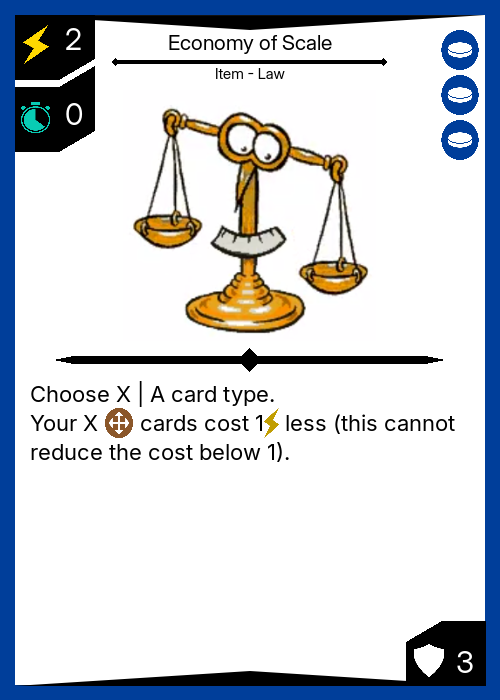 2
Economy of Scale
Item - Law
0
Choose X | A card type.
Your X cards cost 1 less (this cannot
reduce the cost below 1).
3